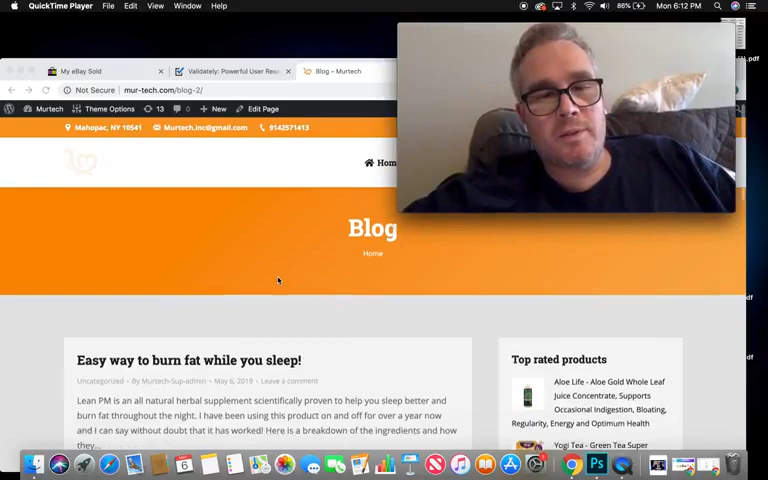 QuickTime Player File Edit View Window Help
86% Mon 6:12 PM
My eBay Sold
Validately: Powerful User Rese
Blog – Murtech
Not Secure | mur-tech.com/blog-2/
Murtech Theme Options 13 New Edit Page
Mahopac, NY 10541 Murtech.inc@gmail.com 9142571413
Hom
Blog
Home
Easy way to burn fat while you sleep!
Uncategorized • By Murtech-Sup-admin • May 6, 2019 • Leave a comment
Lean PM is an all natural herbal supplement scientifically proven to help you sleep better and
burn fat throughout the night. I have been using this product on and off for over a year now
and I can say without doubt that it has worked! Here is a breakdown of the ingredients and how
they...
Top rated products
Aloe Life - Aloe Gold Whole Leaf
Juice Concentrate, Supports
Occasional Indigestion, Bloating,
Regularity, Energy and Optimum Health
Yogi Tea - Green Tea Super
.pdf
df
df
6